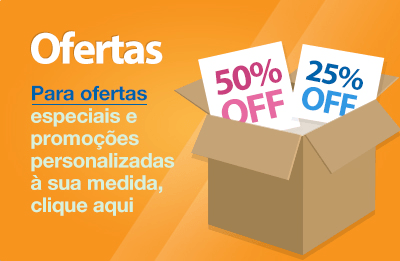 Ofertas
Para ofertas
especiais e
promoções
personalizadas
à sua medida,
clique aqui
50%
OFF
25%
OFF